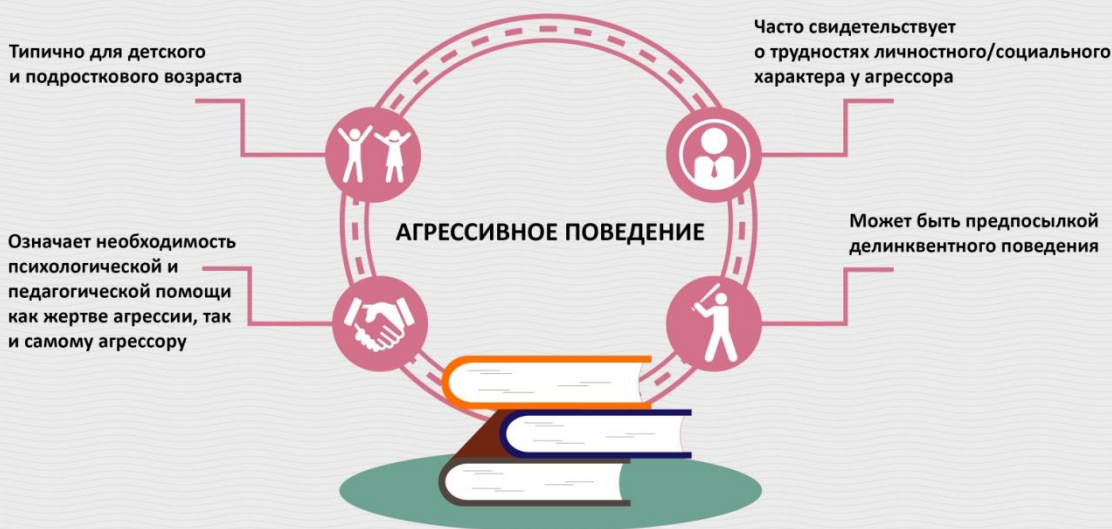 Типично для детского
и подросткового возраста
Часто свидетельствует
о трудностях личностного/социального
характера у агрессора
АГРЕССИВНОЕ ПОВЕДЕНИЕ
Означает необходимость
психологической и
педагогической помощи
как жертве агрессии, так
и самому агрессору
Может быть предпосылкой
делинквентного поведения